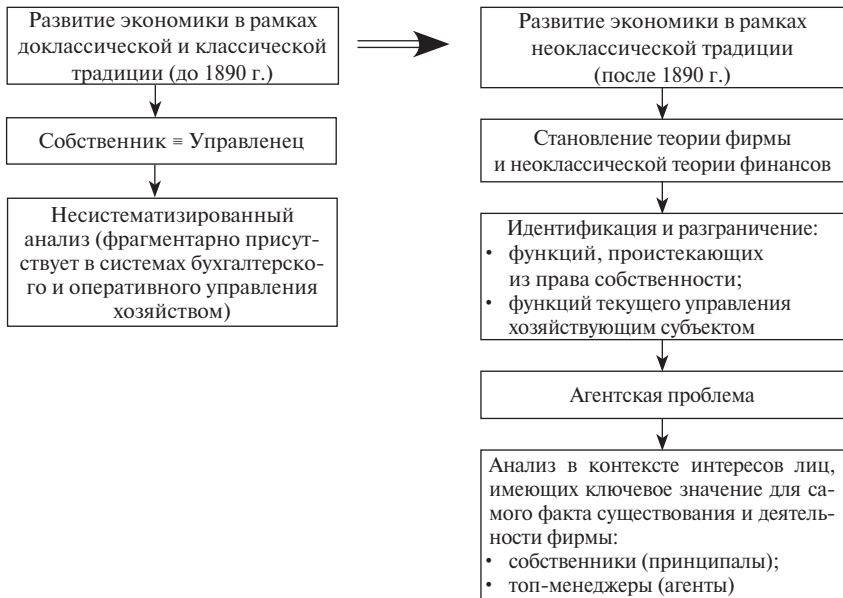 Развитие экономики в рамках
доклассической и классической
традиции (до 1890 г.)
Собственник ≡ Управленец
Несистематизированный
анализ (фрагментарно присут-
ствует в системах бухгалтерско-
го и оперативного управления
хозяйством)
Развитие экономики в рамках
неоклассической традиции
(после 1890 г.)
Становление теории фирмы
и неоклассической теории финансов
Идентификация и разграничение:
• функций, проистекающих
из права собственности;
• функций текущего управления
хозяйствующим субъектом
Агентская проблема
Анализ в контексте интересов лиц,
имеющих ключевое значение для са-
мого факта существования и деятель-
ности фирмы:
• собственники (принципалы);
• топ-менеджеры (агенты)